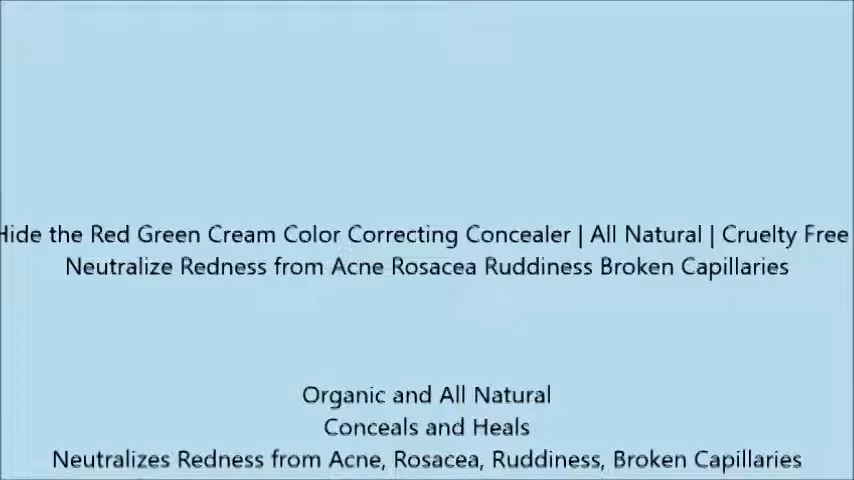 Hide the Red Green Cream Color Correcting Concealer | All Natural | Cruelty Free
Neutralize Redness from Acne Rosacea Ruddiness Broken Capillaries
Organic and All Natural
Conceals and Heals
Neutralizes Redness from Acne, Rosacea, Ruddiness, Broken Capillaries